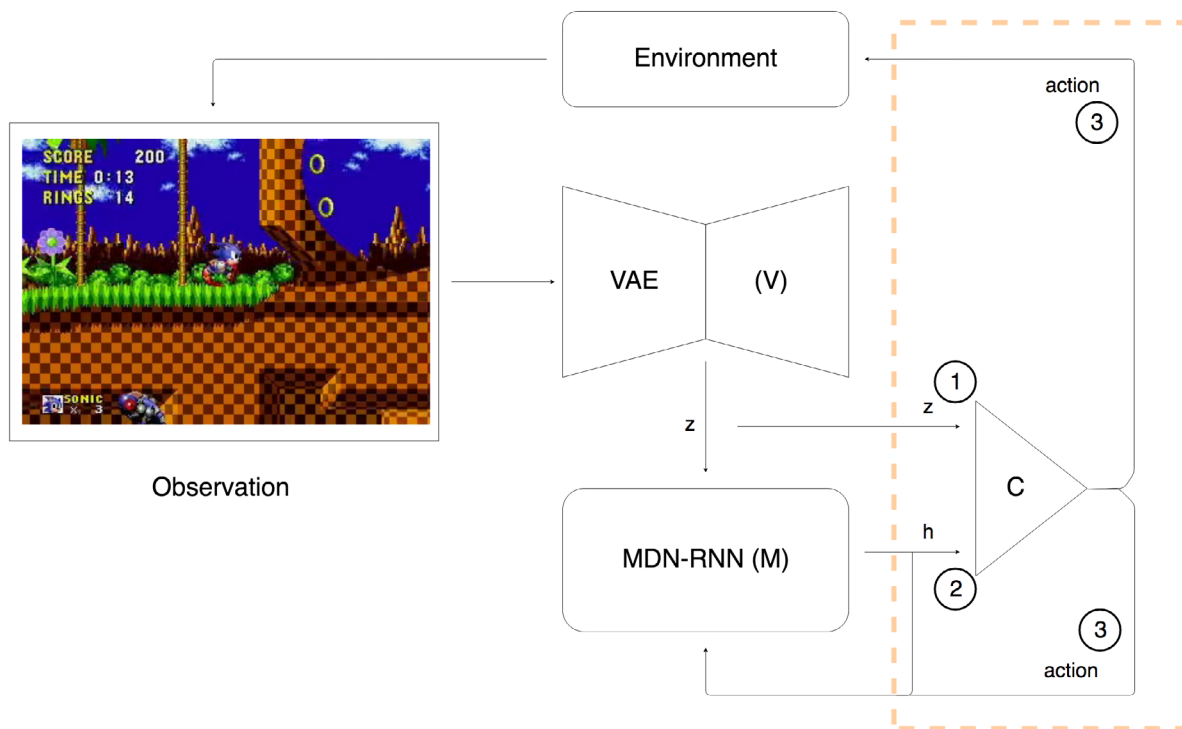 Environment
action
3
SCORE 200
TIME 0:13
RINGS 14
VAE
(V)
1
z
z
C
SONIC
X 3
Observation
h
MDN-RNN (M)
2
3
action